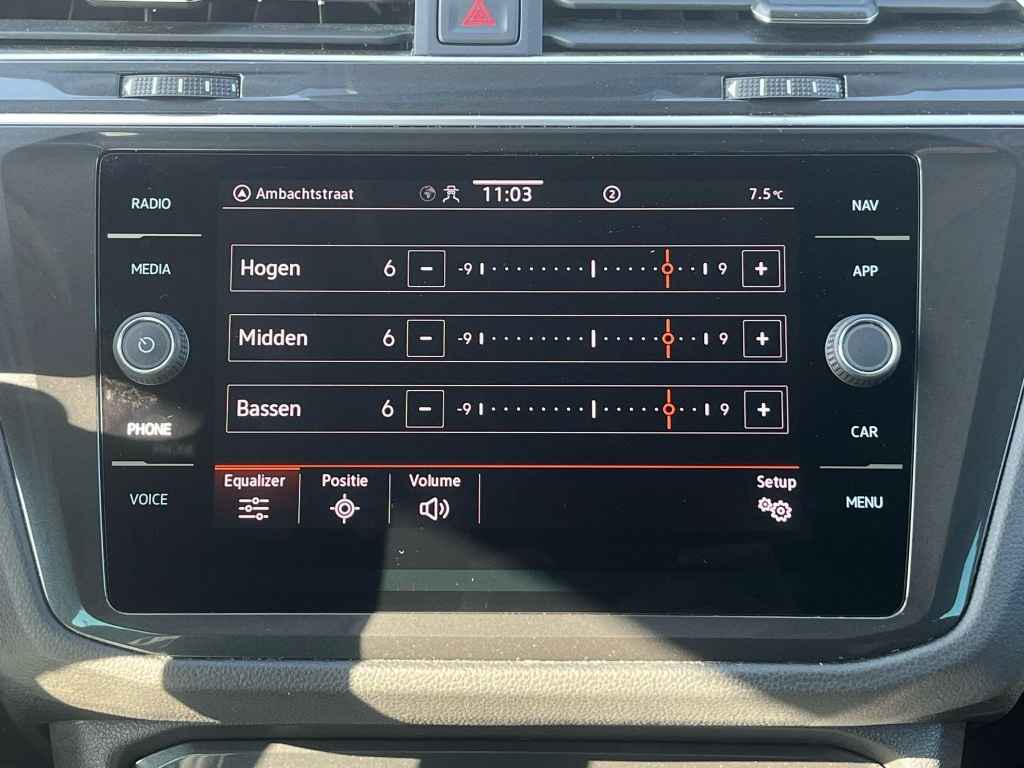 Ambachtstraat 11:03 2 7.5°C
RADIO
MEDIA
PHONE
VOICE
Hogen 6 - -9 9 +
Midden 6 - -9 9 +
Bassen 6 - -9 9 +
Equalizer Positie Volume Setup
NAV
APP
CAR
MENU